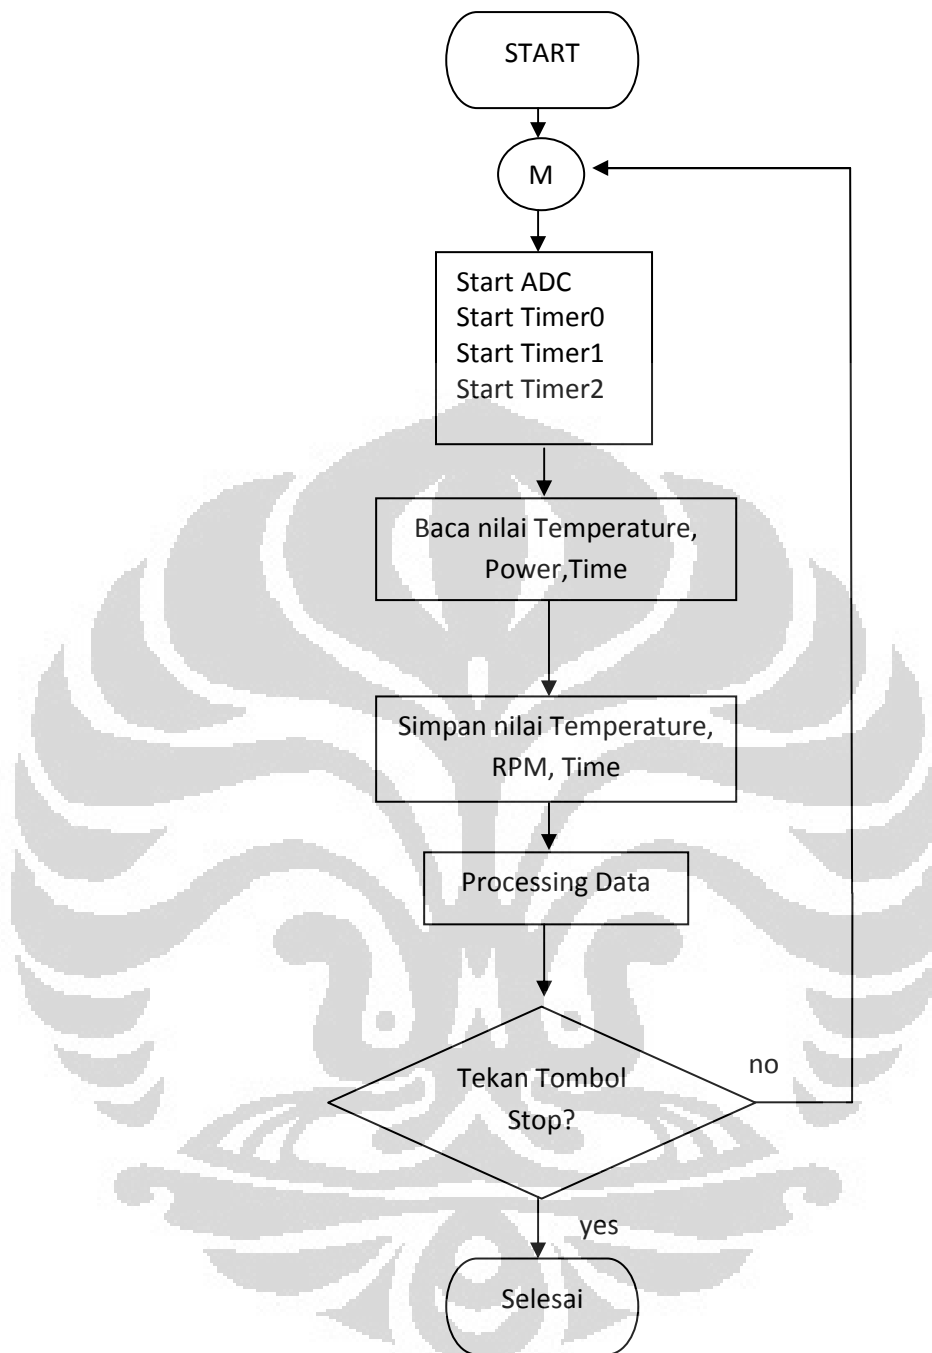 START
M
Start ADC
Start Timer0
Start Timer1
Start Timer2
Baca nilai Temperature,
Power,Time
Simpan nilai Temperature,
RPM, Time
Processing Data
Tekan Tombol
Stop?
no
yes
Selesai